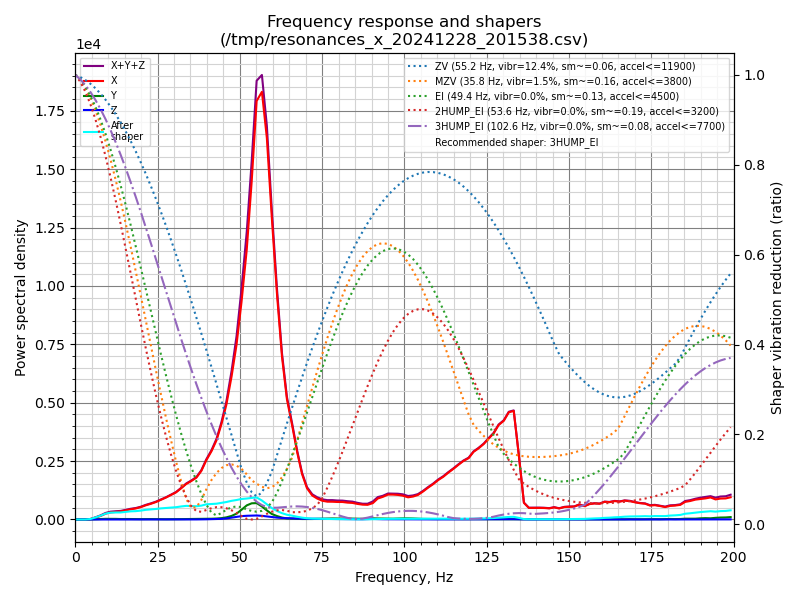 Frequency response and shapers
(/tmp/resonances_x_20241228_201538.csv)
1e4
X+Y+Z
X
Y
Z
After
shaper
ZV (55.2 Hz, vibr=12.4%, sm~=0.06, accel<=11900)
MZV (35.8 Hz, vibr=1.5%, sm~=0.16, accel<=3800)
EI (49.4 Hz, vibr=0.0%, sm~=0.13, accel<=4500)
2HUMP_EI (53.6 Hz, vibr=0.0%, sm~=0.19, accel<=3200)
3HUMP_EI (102.6 Hz, vibr=0.0%, sm~=0.08, accel<=7700)
Recommended shaper: 3HUMP_EI
Power spectral density
1.75
1.50
1.25
1.00
0.75
0.50
0.25
0.00
1.0
0.8
0.6
0.4
0.2
0.0
Shaper vibration reduction (ratio)
0 25 50 75 100 125 150 175 200
Frequency, Hz